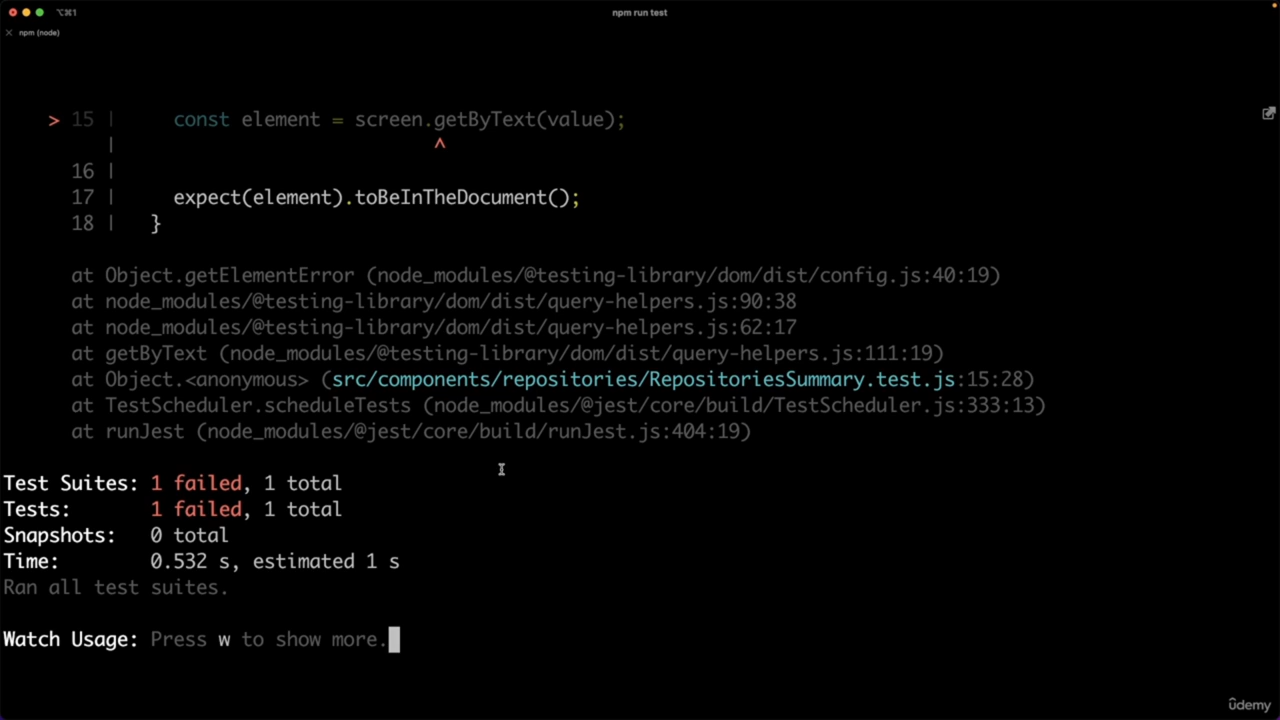 ⌥⌘1
npm run test
npm (node)
> 15 |     const element = screen.getByText(value);
|                            ^
16 |
17 |     expect(element).toBeInTheDocument();
18 |   }
at Object.getElementError (node_modules/@testing-library/dom/dist/config.js:40:19)
at node_modules/@testing-library/dom/dist/query-helpers.js:90:38
at node_modules/@testing-library/dom/dist/query-helpers.js:62:17
at getByText (node_modules/@testing-library/dom/dist/query-helpers.js:111:19)
at Object.<anonymous> (src/components/repositories/RepositoriesSummary.test.js:15:28)
at TestScheduler.scheduleTests (node_modules/@jest/core/build/TestScheduler.js:333:13)
at runJest (node_modules/@jest/core/build/runJest.js:404:19)
Test Suites: 1 failed, 1 total
Tests:       1 failed, 1 total
Snapshots:   0 total
Time:        0.532 s, estimated 1 s
Ran all test suites.
Watch Usage: Press w to show more.
ûdemy